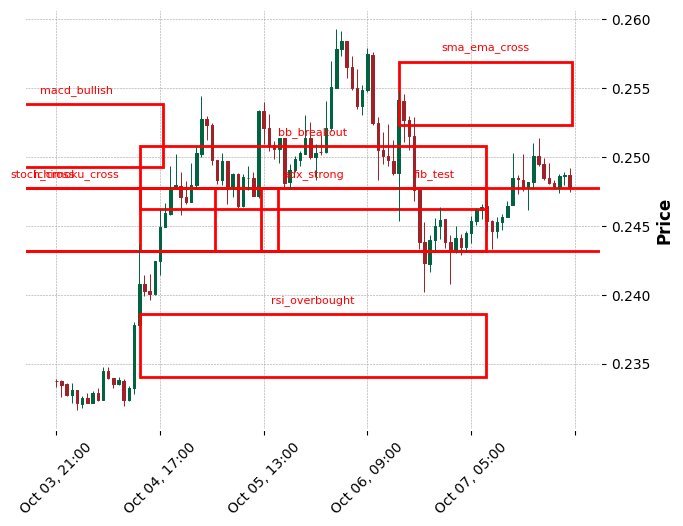 0.260
sma_ema_cross
0.255
macd_bullish
bb_breakout
0.250
ichimoku_cross
adx_strong
fib_test
0.245
Price
0.240
rsi_overbought
0.235
Oct 03, 21:00
Oct 04, 17:00
Oct 05, 13:00
Oct 06, 09:00
Oct 07, 05:00